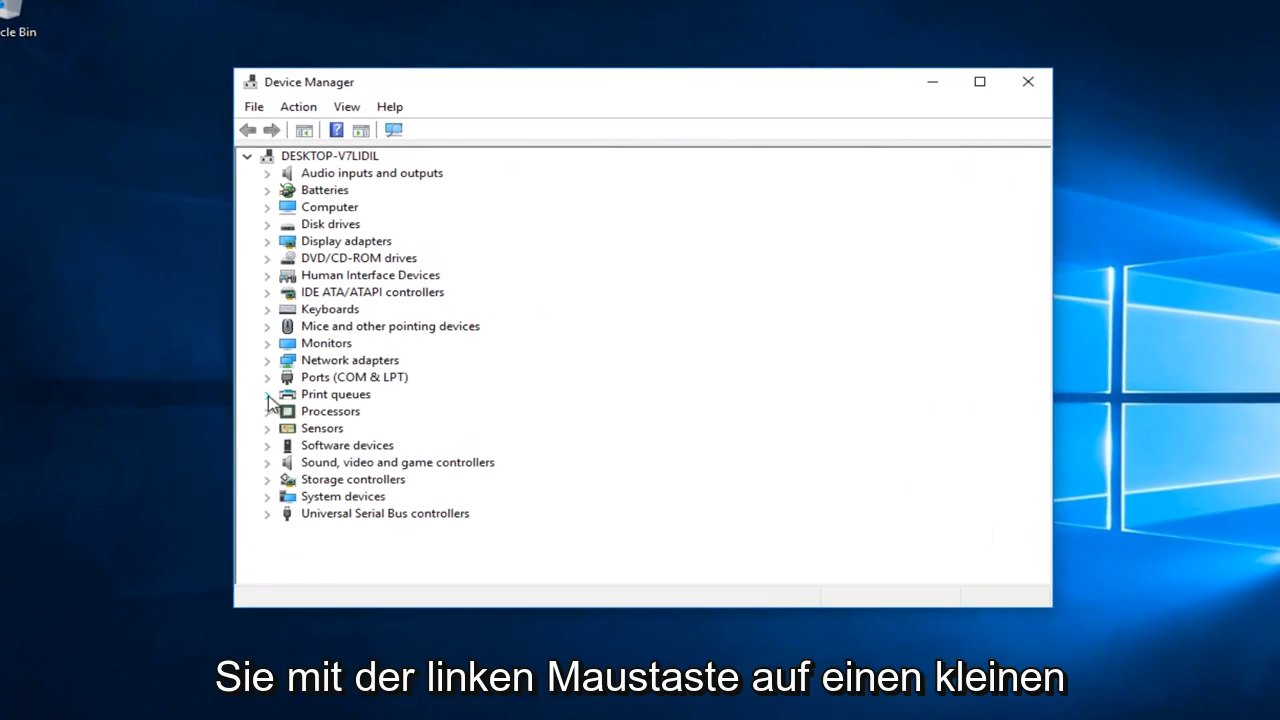 cle Bin
Device Manager
File Action View Help
DESKTOP-V7LIDIL
Audio inputs and outputs
Batteries
Computer
Disk drives
Display adapters
DVD/CD-ROM drives
Human Interface Devices
IDE ATA/ATAPI controllers
Keyboards
Mice and other pointing devices
Monitors
Network adapters
Ports (COM & LPT)
Print queues
Processors
Sensors
Software devices
Sound, video and game controllers
Storage controllers
System devices
Universal Serial Bus controllers
Sie mit der linken Maustaste auf einen kleinen